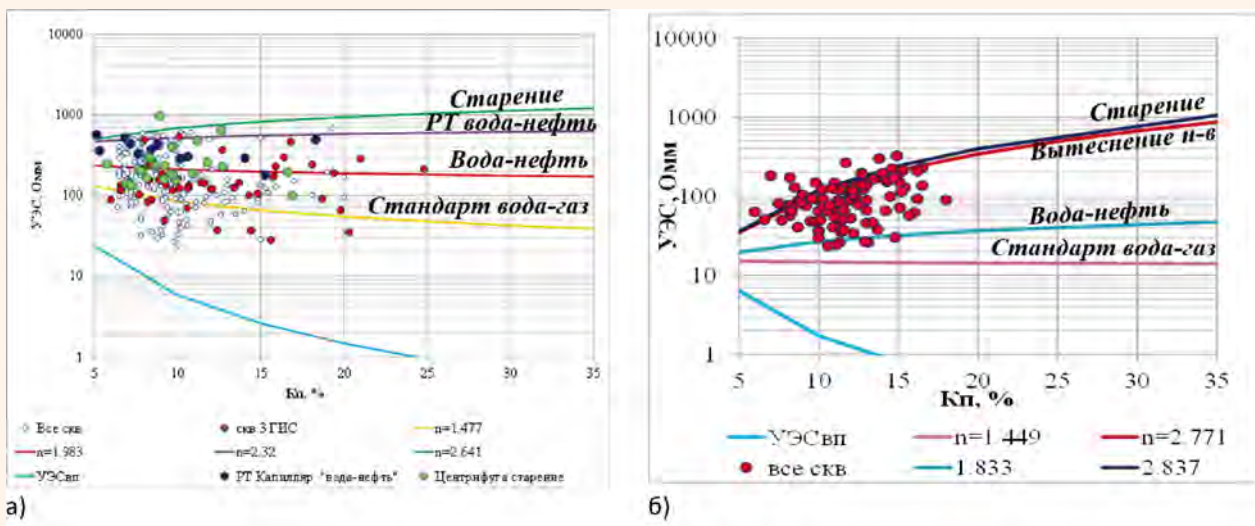 10000
1000
100
10
1
УЭС, Омм
Старение
РТ вода-нефть
Вода-нефть
Стандарт вода-газ
5 10 15 20 25 30 35
Кп, %
Все скв скв 3 ГИС n=1.477
n=1.983 n=2.32 n=2.641
УЭСвп РТ Капилляр "вода-нефть" Центрифуга старение
а)
10000
1000
100
10
1
УЭС, Омм
Старение
Вытеснение н-в
Вода-нефть
Стандарт вода-газ
5 10 15 20 25 30 35
Кп, %
УЭСвп n=1.449 n=2.771
все скв 1.833 2.837
б)